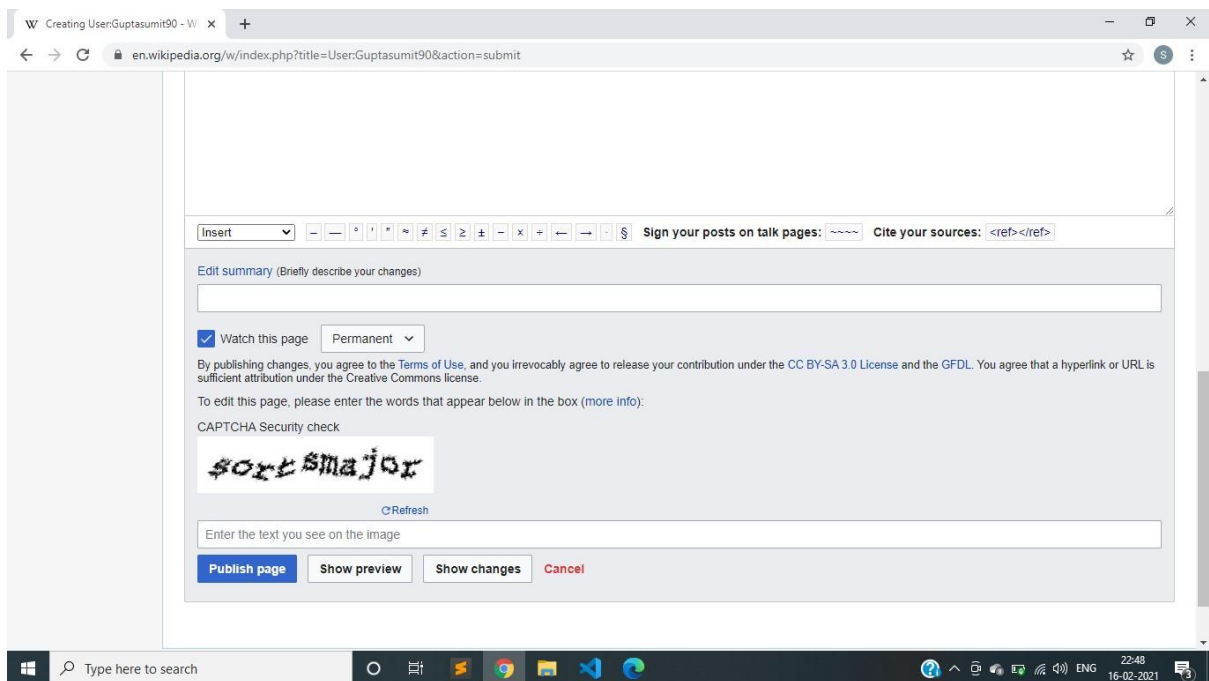 Creating User:Guptasumit90 - W
en.wikipedia.org/w/index.php?title=User:Guptasumit90&action=submit
S
Insert – — ° ′ ″ ≈ ≠ ≤ ≥ ± − × ÷ ← → · § Sign your posts on talk pages: ~~~~ Cite your sources: <ref></ref>
Edit summary (Briefly describe your changes)
Watch this page Permanent
By publishing changes, you agree to the Terms of Use, and you irrevocably agree to release your contribution under the CC BY-SA 3.0 License and the GFDL. You agree that a hyperlink or URL is
sufficient attribution under the Creative Commons license.
To edit this page, please enter the words that appear below in the box (more info):
CAPTCHA Security check
sortsmajor
Refresh
Enter the text you see on the image
Publish page Show preview Show changes Cancel
Type here to search ENG 22:48
16-02-2021 3